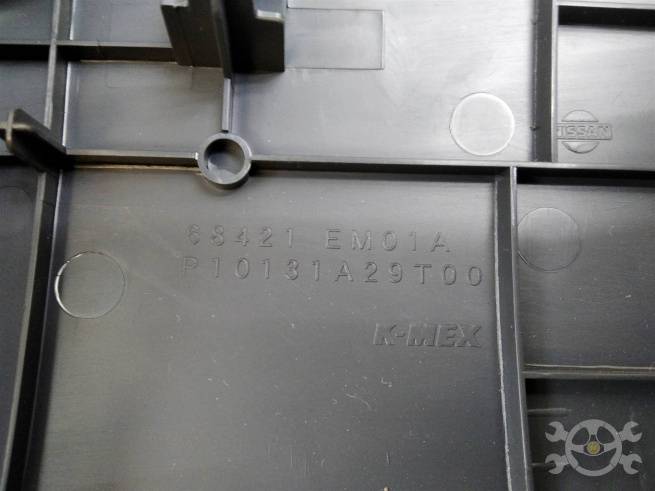 NISSAN
68421 EM01A
P10131A29T00
K-MEX